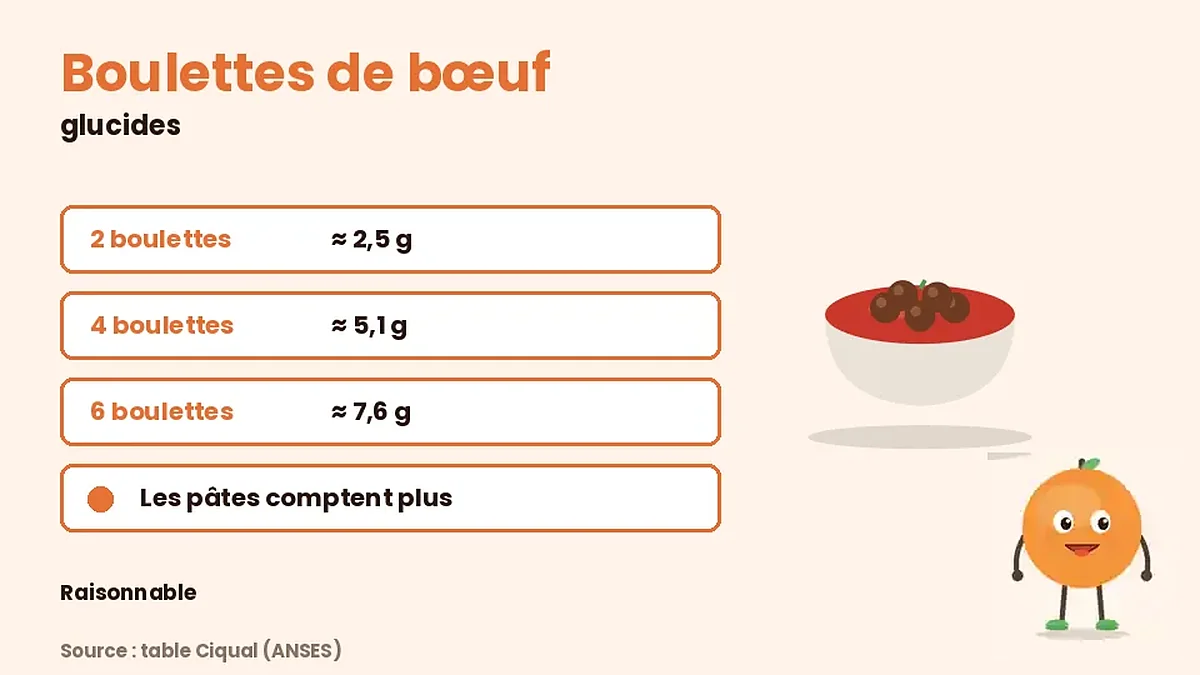 Boulettes de bœuf
glucides
2 boulettes ≈ 2,5 g
4 boulettes ≈ 5,1 g
6 boulettes ≈ 7,6 g
Les pâtes comptent plus
Raisonnable
Source : table Ciqual (ANSES)